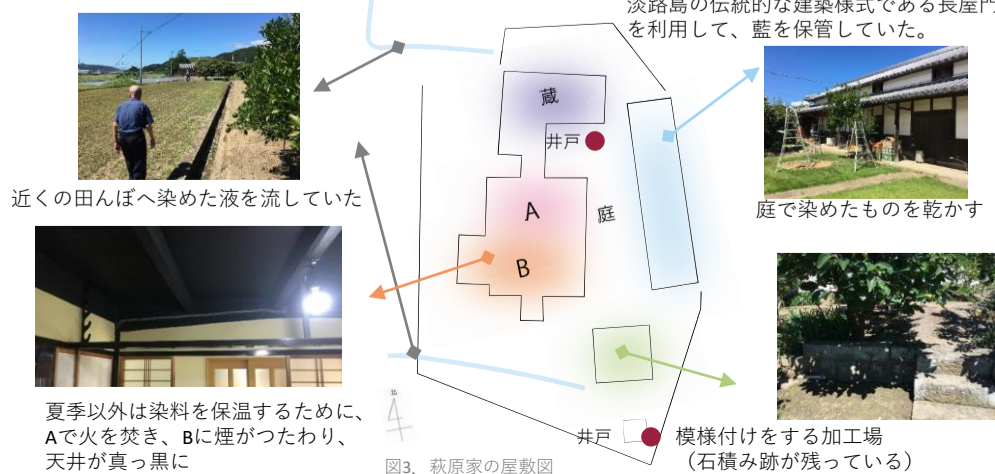 淡路島の伝統的な建築様式である長屋門
を利用して、藍を保管していた。
蔵
井戸
近くの田んぼへ染めた液を流していた
A
庭
庭で染めたものを乾かす
B
夏季以外は染料を保温するために、
Aで火を焚き、Bに煙がつたわり、
天井が真っ黒に
北
井戸
模様付けをする加工場
（石積み跡が残っている）
図3. 萩原家の屋敷図